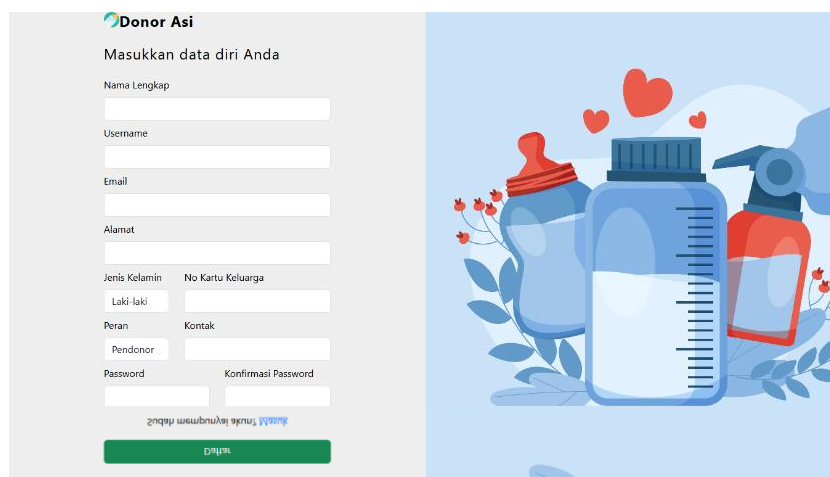 Donor Asi
Masukkan data diri Anda
Nama Lengkap
Username
Email
Alamat
Jenis Kelamin No Kartu Keluarga
Laki-laki
Peran Kontak
Pendonor
Password Konfirmasi Password
Sudah mempunyai akun? Masuk
Daftar